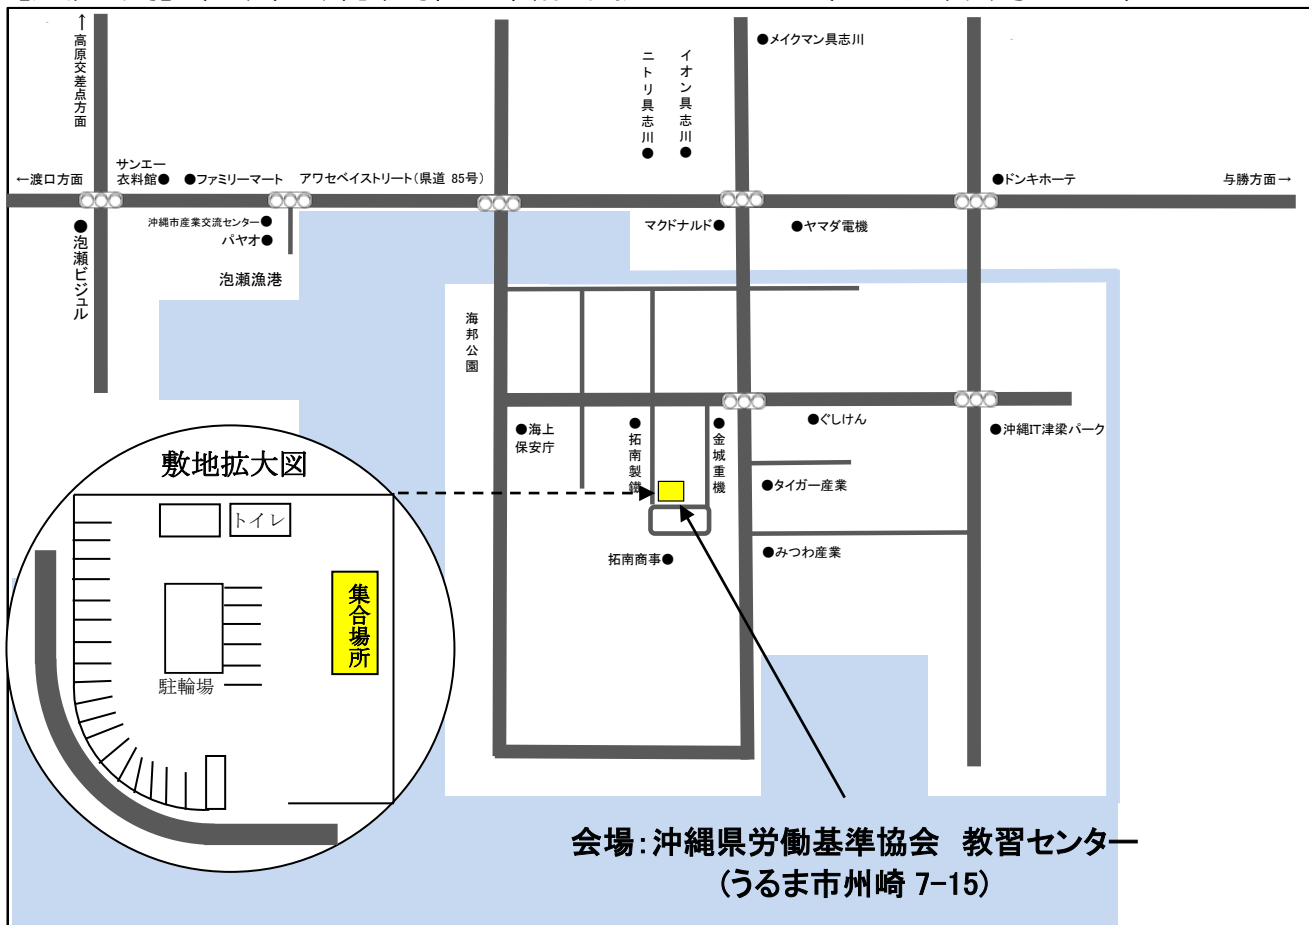 ↑高原交差点方面
ニトリ具志川
イオン具志川
●メイクマン具志川
←渡口方面
サンエー
衣料館●
●ファミリーマート
アワセベイストリート(県道 85号)
●ドンキホーテ
与勝方面→
沖縄市産業交流センター●
パヤオ●
マクドナルド●
●ヤマダ電機
●泡瀬ビジュル
泡瀬漁港
海邦公園
●海上
保安庁
●拓南製鐵
●金城重機
●ぐしけん
●沖縄IT津梁パーク
●タイガー産業
拓南商事●
●みつわ産業
敷地拡大図
トイレ
集合場所
駐輪場
会場:沖縄県労働基準協会 教習センター
(うるま市州崎 7-15)